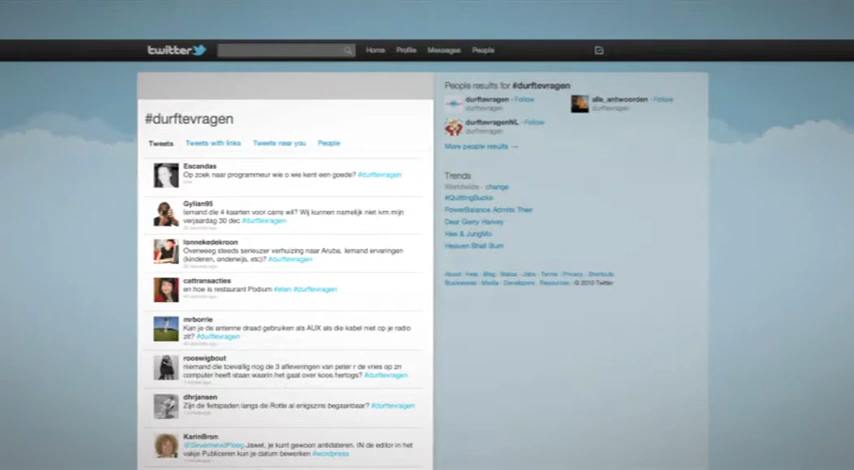 twitter
Home Profile Messages People
#durftevragen
Tweets Tweets with links Tweets near you People
Escandas
Op zoek naar programeur wie o wie kent een goede? #durftevragen
Gylian95
Iemand die 4 kaarten voor carre wil? Wij kunnen namelijk niet ivm mijn
verjaardag 30 dec #durftevragen
lonnekedekroon
Overweeg steeds serieuzer verhuizing naar Aruba. Iemand ervaringen
(kinderen, onderwijs, etc)? #durftevragen
cattransacties
en hoe is restaurant Podium #eten #durftevragen
mrborrie
Kan je de antenne draad gebruiken als AUX als die kabel niet op je radio
zit? #durftevragen
rooswigbout
niemand die toevallig nog de 3 afleveringen van peter r de vries op zn
computer heeft staan waarin het gaat over koos hertogs? #durftevragen
dhrjansen
Zijn de fietspaden langs de Rotte al enigszins begaanbaar? #durftevragen
KarinBron
Jawel, je kunt gewoon antidateren. IN de editor in het
vakje Publiceren kun je datum bewerken #wordpress
People results for #durftevragen
durftevragen · Follow
durftevragen
alle_antwoorden · Follow
durftevragen
durftevragenNL · Follow
durftevragen
More people results →
Trends
Worldwide · change
#QuittingSucks
PowerBalance Admits Their
Dear Gerry Harvey
Hee & JungMo
Heaven Shall Burn
About Help Blog Status Jobs Terms Privacy Shortcuts
Businesses Media Developers Resources © 2010 Twitter